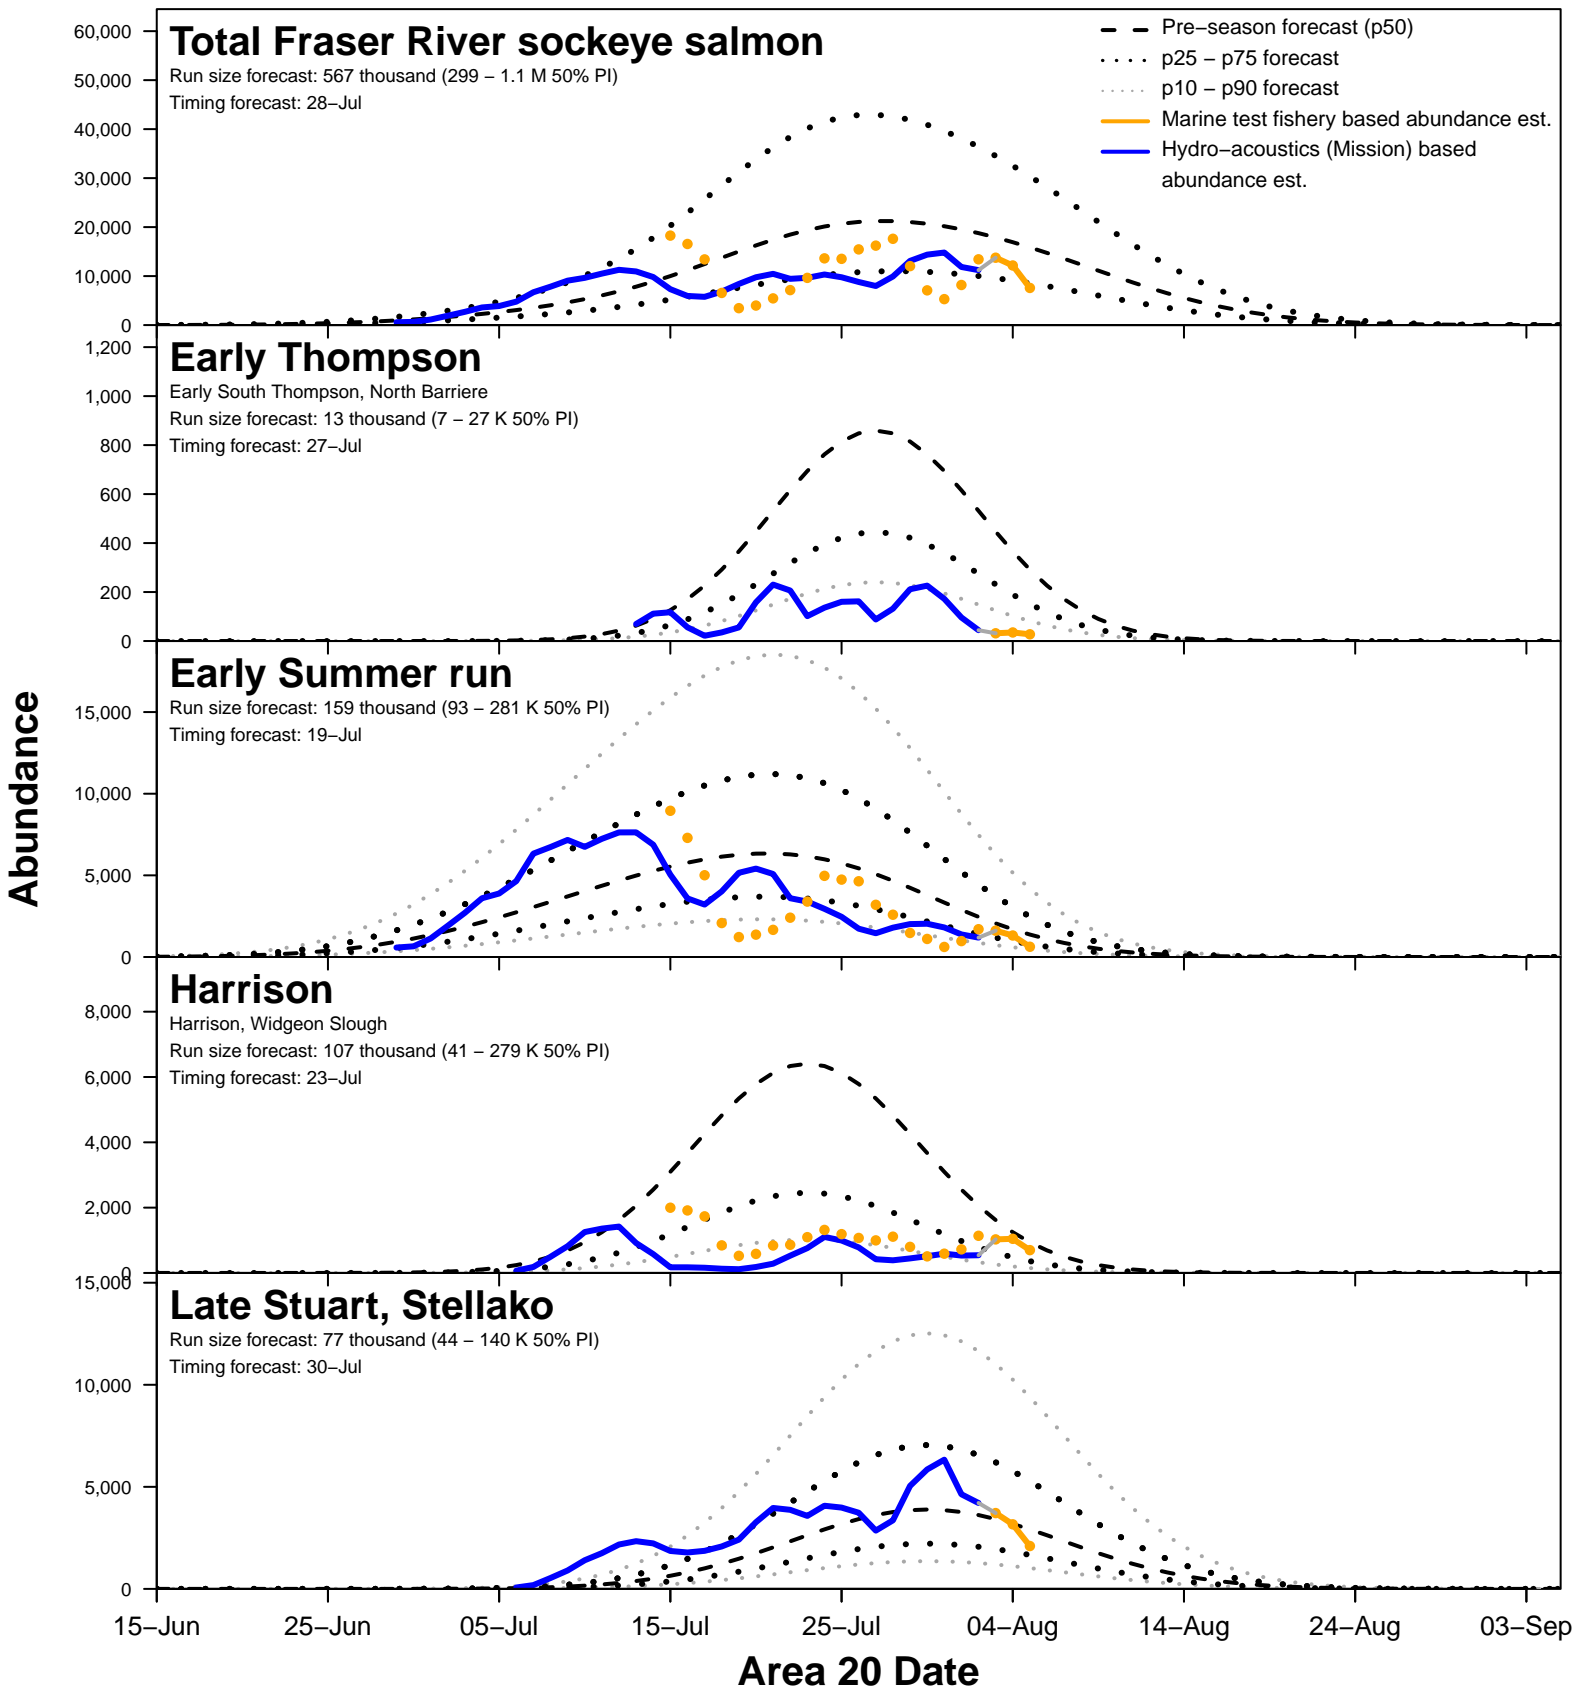 Total Fraser River sockeye salmon
Run size forecast: 567 thousand (299 − 1.1 M 50% PI)
Timing forecast: 28−Jul
Pre−season forecast (p50)
p25 − p75 forecast
p10 − p90 forecast
Marine test fishery based abundance est.
Hydro−acoustics (Mission) based
abundance est.
60,000
50,000
40,000
30,000
20,000
10,000
0
Early Thompson
Early South Thompson, North Barriere
Run size forecast: 13 thousand (7 − 27 K 50% PI)
Timing forecast: 27−Jul
1,200
1,000
800
600
400
200
0
Early Summer run
Run size forecast: 159 thousand (93 − 281 K 50% PI)
Timing forecast: 19−Jul
15,000
10,000
5,000
0
Abundance
Harrison
Harrison, Widgeon Slough
Run size forecast: 107 thousand (41 − 279 K 50% PI)
Timing forecast: 23−Jul
8,000
6,000
4,000
2,000
0
Late Stuart, Stellako
Run size forecast: 77 thousand (44 − 140 K 50% PI)
Timing forecast: 30−Jul
15,000
10,000
5,000
0
15−Jun 25−Jun 05−Jul 15−Jul 25−Jul 04−Aug 14−Aug 24−Aug 03−Sep
Area 20 Date